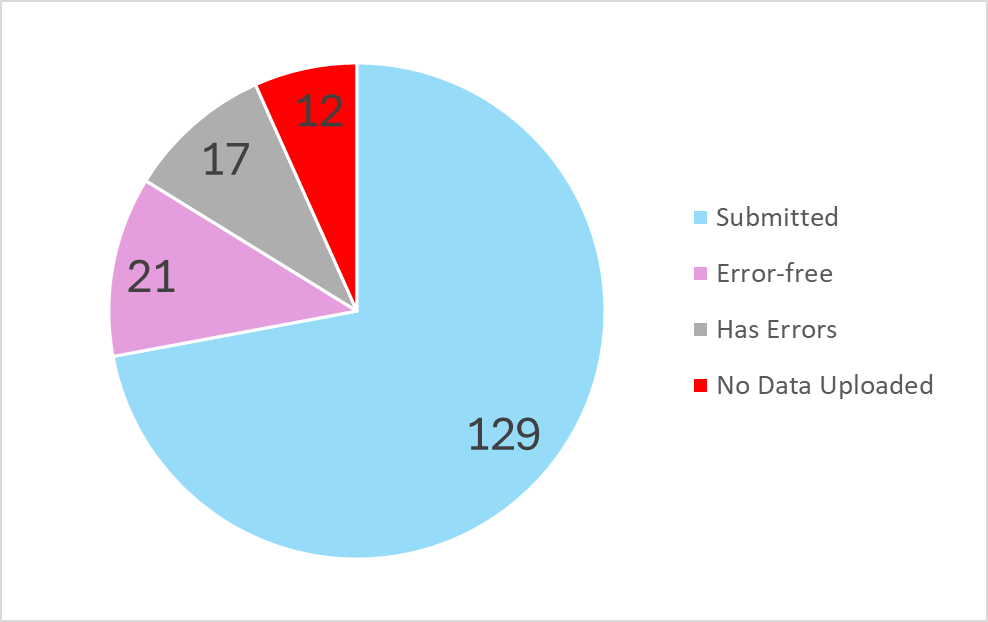 12
17
21
129
Submitted
Error-free
Has Errors
No Data Uploaded